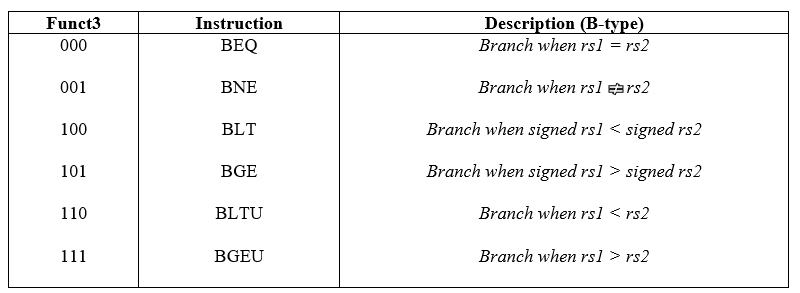 Funct3 Instruction Description (B-type)
000 BEQ Branch when rs1 = rs2
001 BNE Branch when rs1 rs2
100 BLT Branch when signed rs1 < signed rs2
101 BGE Branch when signed rs1 > signed rs2
110 BLTU Branch when rs1 < rs2
111 BGEU Branch when rs1 > rs2